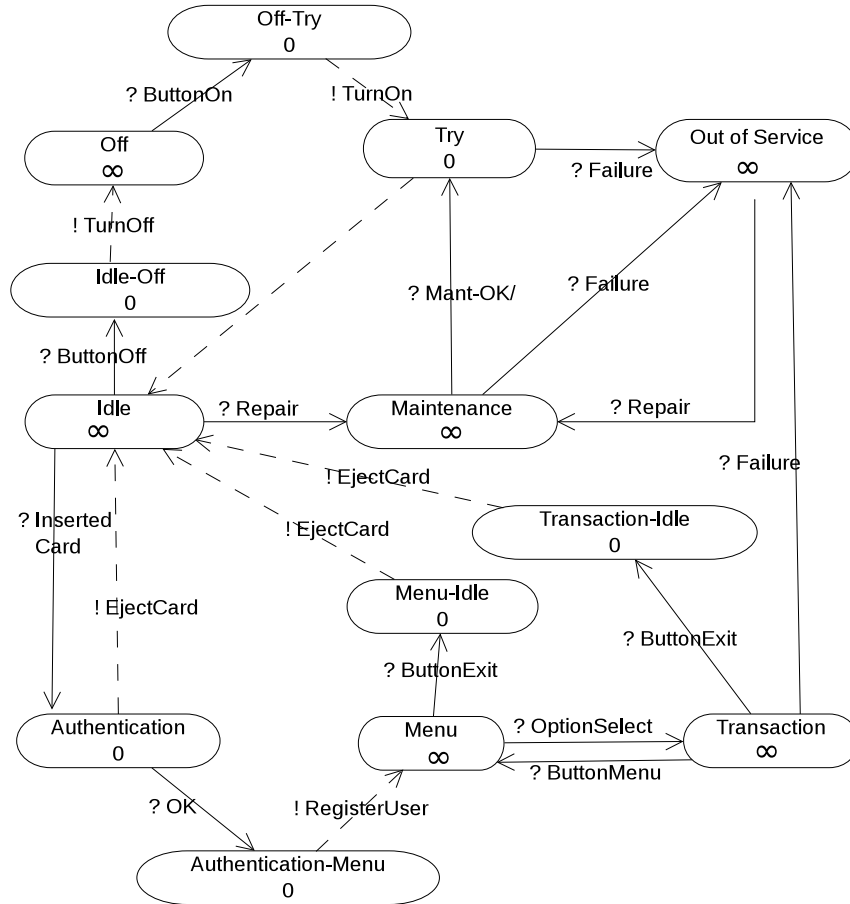 Off-Try
0
? ButtonOn
! TurnOn
Off
∞
Try
0
Out of Service
∞
? Failure
! TurnOff
Idle-Off
0
? Mant-OK/
? Failure
? ButtonOff
Idle
∞
? Repair
Maintenance
∞
? Repair
? Failure
! EjectCard
? Inserted
Card
! EjectCard
Transaction-Idle
0
Menu-Idle
0
! EjectCard
? ButtonExit
? ButtonExit
Authentication
0
Menu
∞
? OptionSelect
? ButtonMenu
Transaction
∞
? OK
! RegisterUser
Authentication-Menu
0